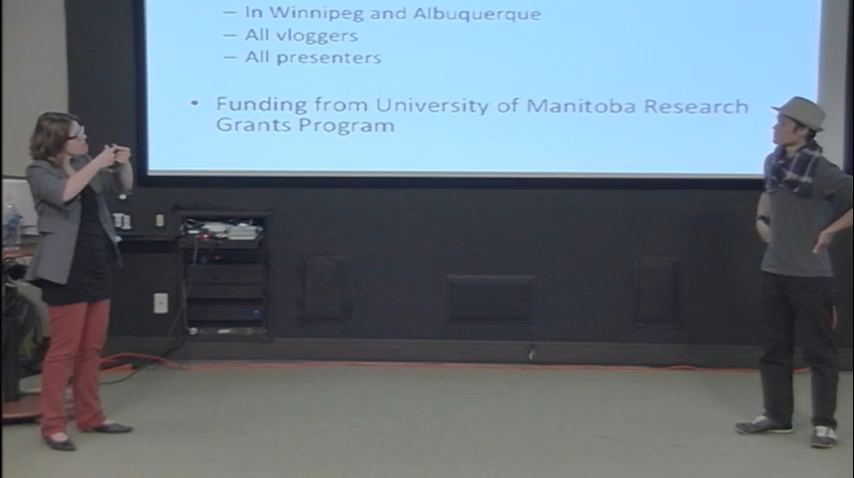 – In Winnipeg and Albuquerque
– All vloggers
– All presenters
• Funding from University of Manitoba Research
Grants Program